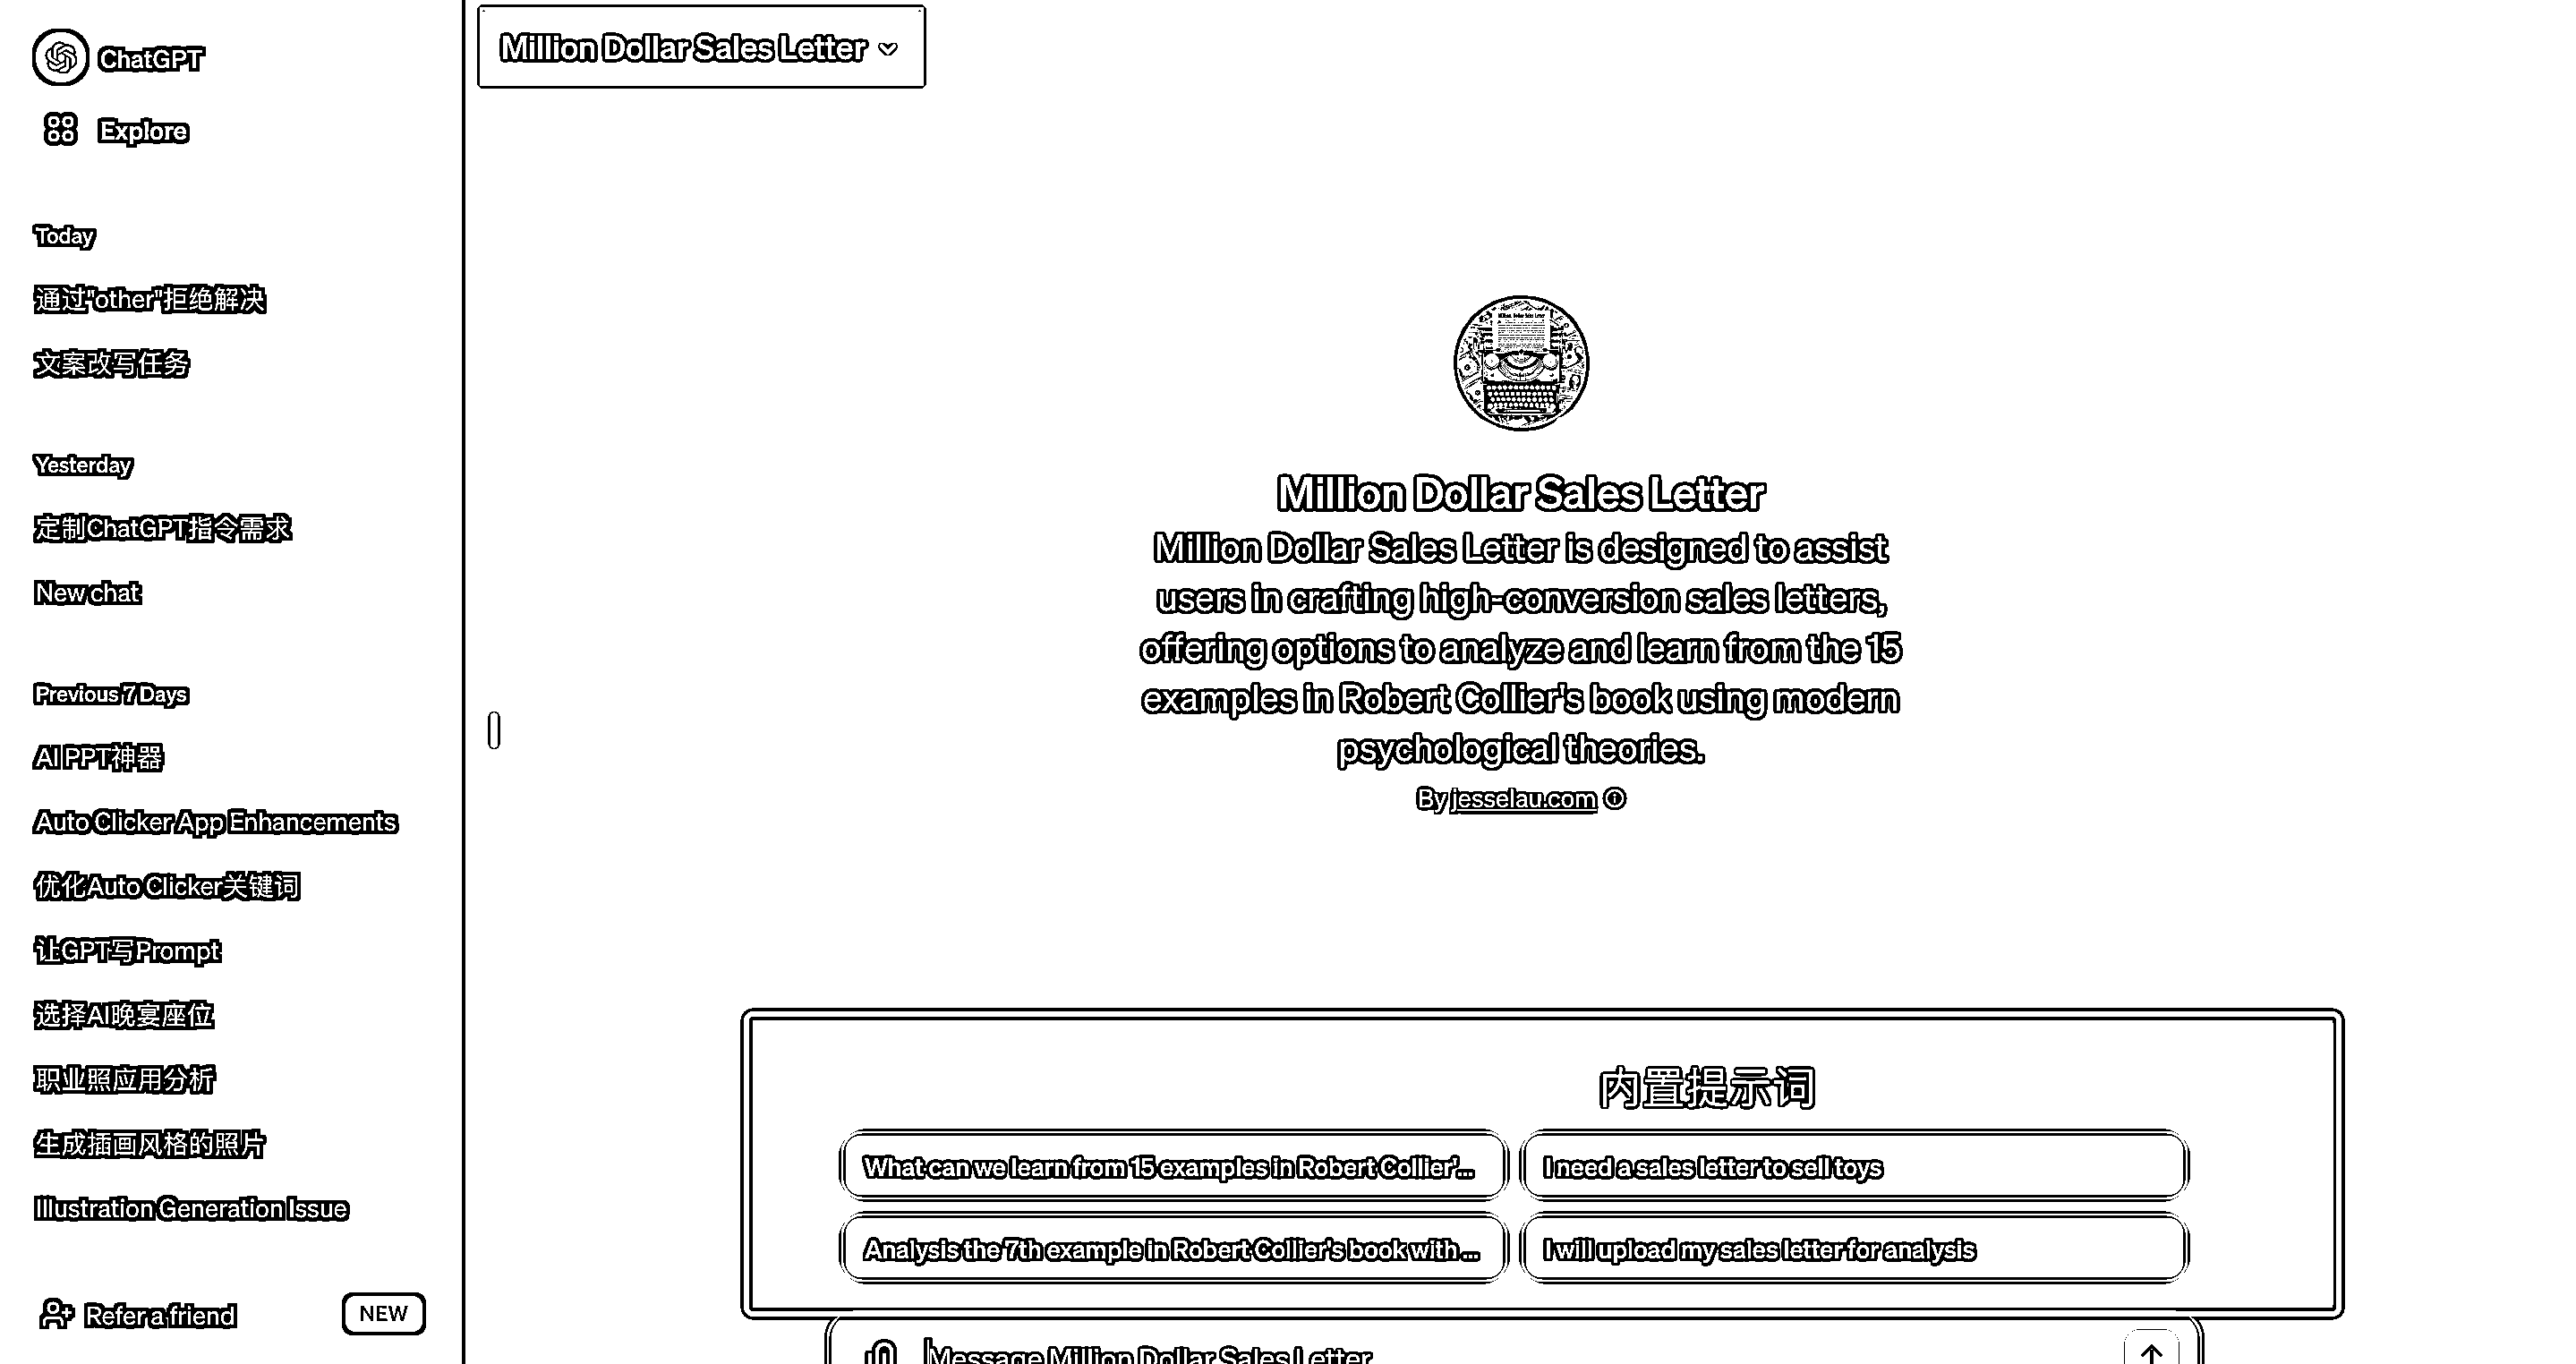 ChatGPT
Explore
Today
通过"other"拒绝解决
文案改写任务
Yesterday
定制ChatGPT指令需求
New chat
Previous 7 Days
AI PPT神器
Auto Clicker App Enhancements
优化Auto Clicker关键词
让GPT写Prompt
选择AI晚宴座位
职业照应用分析
生成插画风格的照片
Illustration Generation Issue
Refer a friend
NEW
Million Dollar Sales Letter
Million Dollar Sales Letter
Million Dollar Sales Letter is designed to assist
users in crafting high-conversion sales letters,
offering options to analyze and learn from the 15
examples in Robert Collier's book using modern
psychological theories.
By jesselau.com
内置提示词
What can we learn from 15 examples in Robert Collier'...
I need a sales letter to sell toys
Analysis the 7th example in Robert Collier's book with ...
I will upload my sales letter for analysis
Message Million Dollar Sales Letter